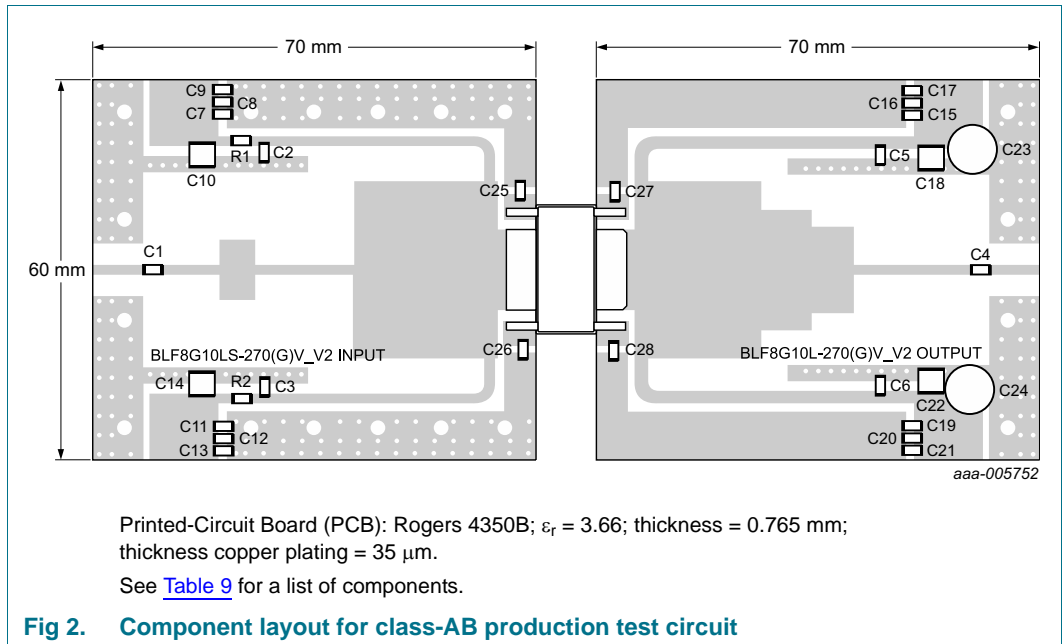 70 mm
70 mm
C9
C8
C7
C17
C16
C15
R1
C2
C10
C5
C18
C23
C25
C27
C1
C4
60 mm
C26
C28
BLF8G10LS-270(G)V_V2 INPUT
BLF8G10L-270(G)V_V2 OUTPUT
C14
R2
C3
C6
C22
C24
C11
C12
C13
C19
C20
C21
aaa-005752
Printed-Circuit Board (PCB): Rogers 4350B; εr = 3.66; thickness = 0.765 mm;
thickness copper plating = 35 μm.
See Table 9 for a list of components.
Fig 2. Component layout for class-AB production test circuit